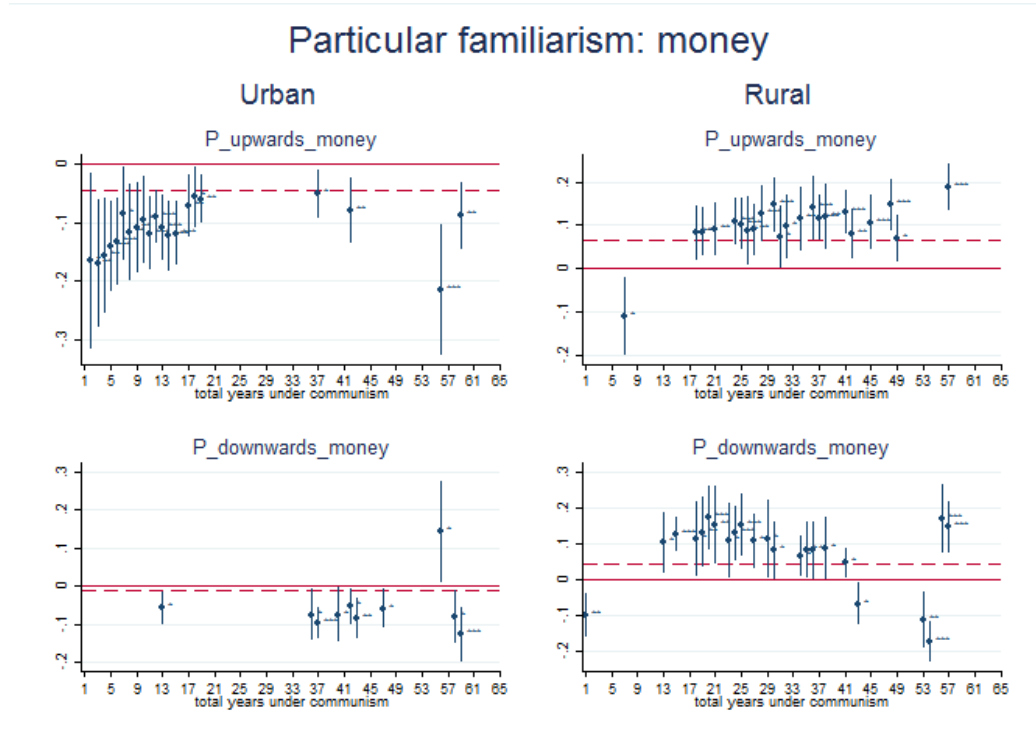 Particular familiarism: money
Urban
Rural
P_upwards_money
P_upwards_money
0
-.1
-.2
-.3
.2
.1
0
-.1
-.2
1 5 9 13 17 21 25 29 33 37 41 45 49 53 57 61 65
total years under communism
1 5 9 13 17 21 25 29 33 37 41 45 49 53 57 61 65
total years under communism
P_downwards_money
P_downwards_money
.3
.2
.1
0
-.1
-.2
.3
.2
.1
0
-.1
-.2
1 5 9 13 17 21 25 29 33 37 41 45 49 53 57 61 65
total years under communism
1 5 9 13 17 21 25 29 33 37 41 45 49 53 57 61 65
total years under communism